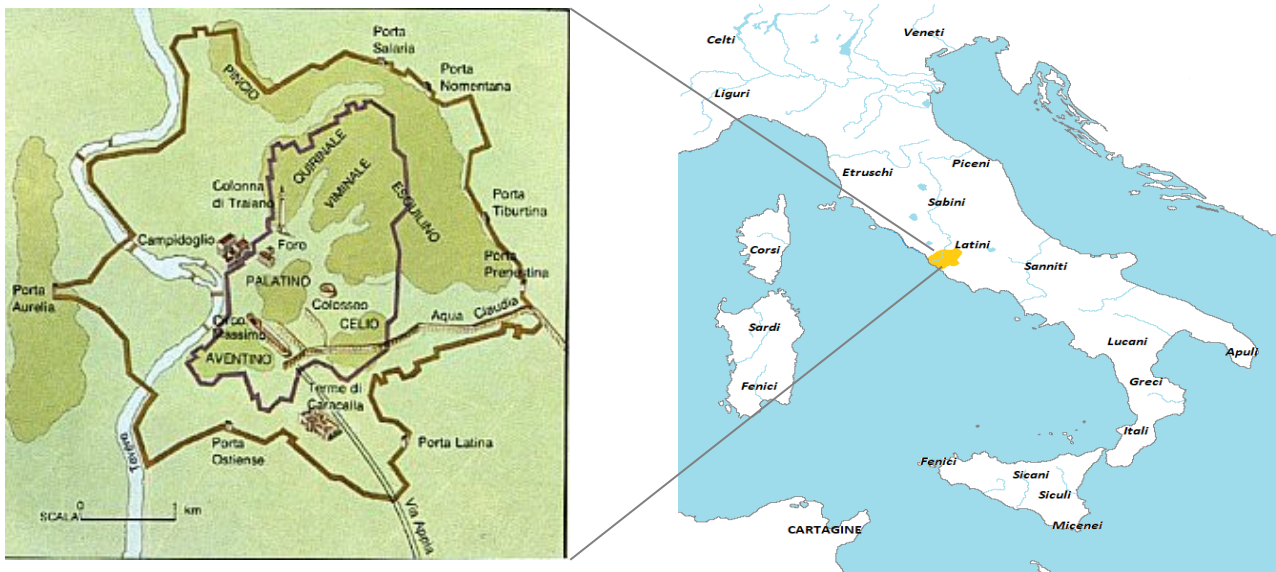 Porta
Salaria
Porta
Nomentana
PINCIO
QUIRINALE
VIMINALE
ESQUILINO
Colonna
di Traiano
Porta
Tiburtina
Campidoglio
Foro
Porta
Prenestina
PALATINO
Porta
Aurelia
Colosseo
Aqua Claudia
Circo
Massimo
CELIO
AVENTINO
Terme di
Caracalla
Porta
Ostiense
Porta Latina
Tevere
Via Appia
SCALA
0 1 km
Celti
Veneti
Liguri
Etruschi
Piceni
Sabini
Latini
Corsi
Sanniti
Sardi
Lucani
Apuli
Fenici
Greci
Itali
Fenici
Sicani
Siculi
Micenei
CARTAGINE